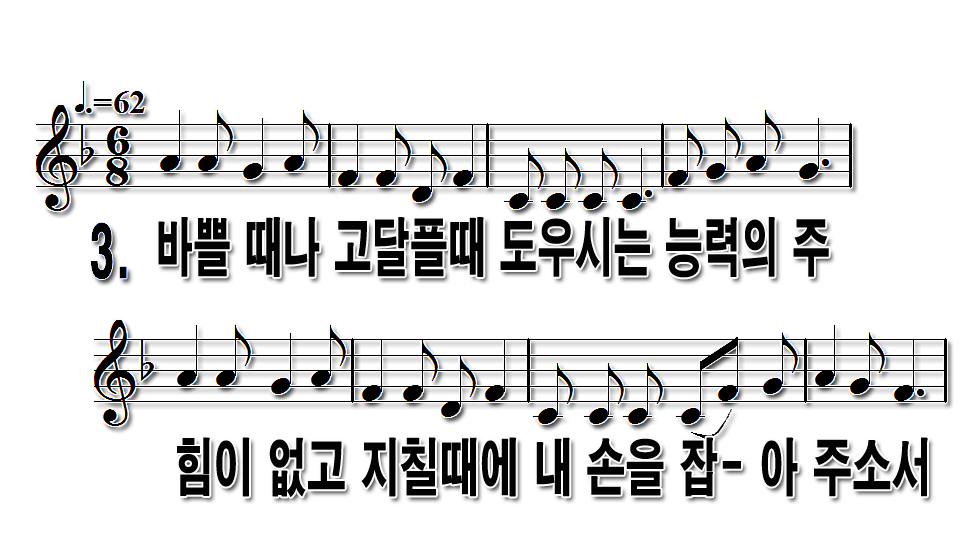 ♩.=62
6
8
3. 바쁠 때나 고달플때 도우시는 능력의 주
힘이 없고 지칠때에 내 손을 잡- 아 주소서